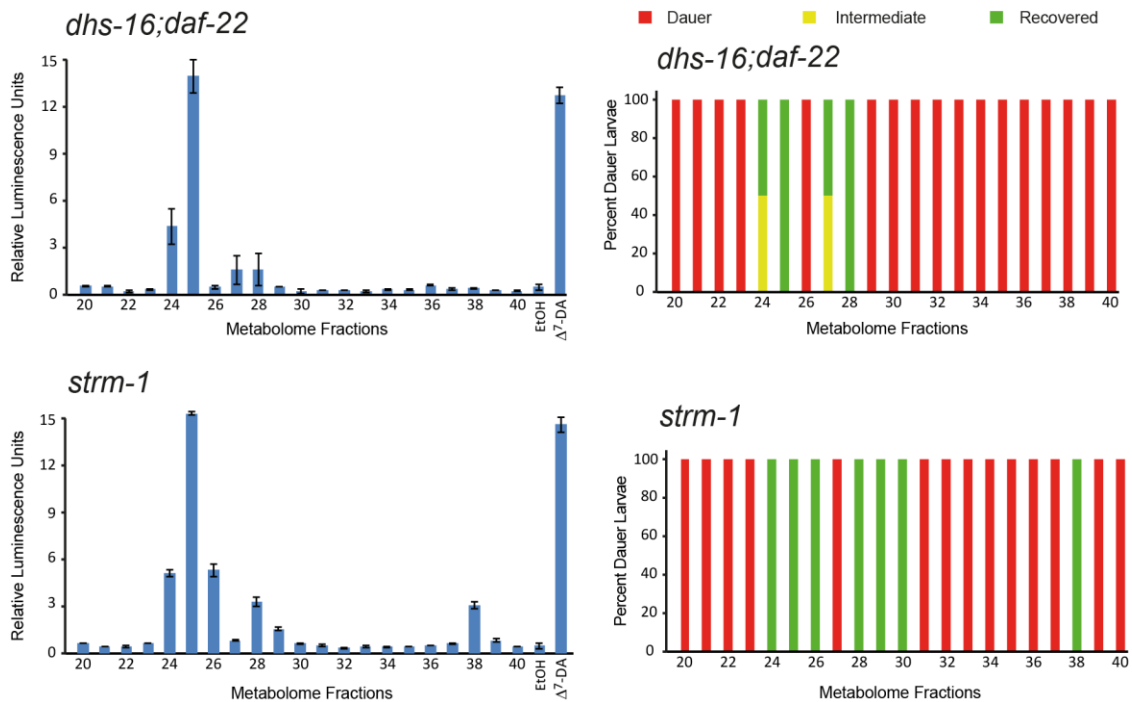 dhs-16;daf-22
Relative Luminescence Units
15
12
9
6
3
0
20 22 24 26 28 30 32 34 36 38 40 EtOH Δ⁷-DA
Metabolome Fractions
Dauer Intermediate Recovered
dhs-16;daf-22
Percent Dauer Larvae
100
80
60
40
20
0
20 22 24 26 28 30 32 34 36 38 40
Metabolome Fractions
strm-1
Relative Luminescence Units
15
12
9
6
3
0
20 22 24 26 28 30 32 34 36 38 40 EtOH Δ⁷-DA
Metabolome Fractions
strm-1
Percent Dauer Larvae
100
80
60
40
20
0
20 22 24 26 28 30 32 34 36 38 40
Metabolome Fractions